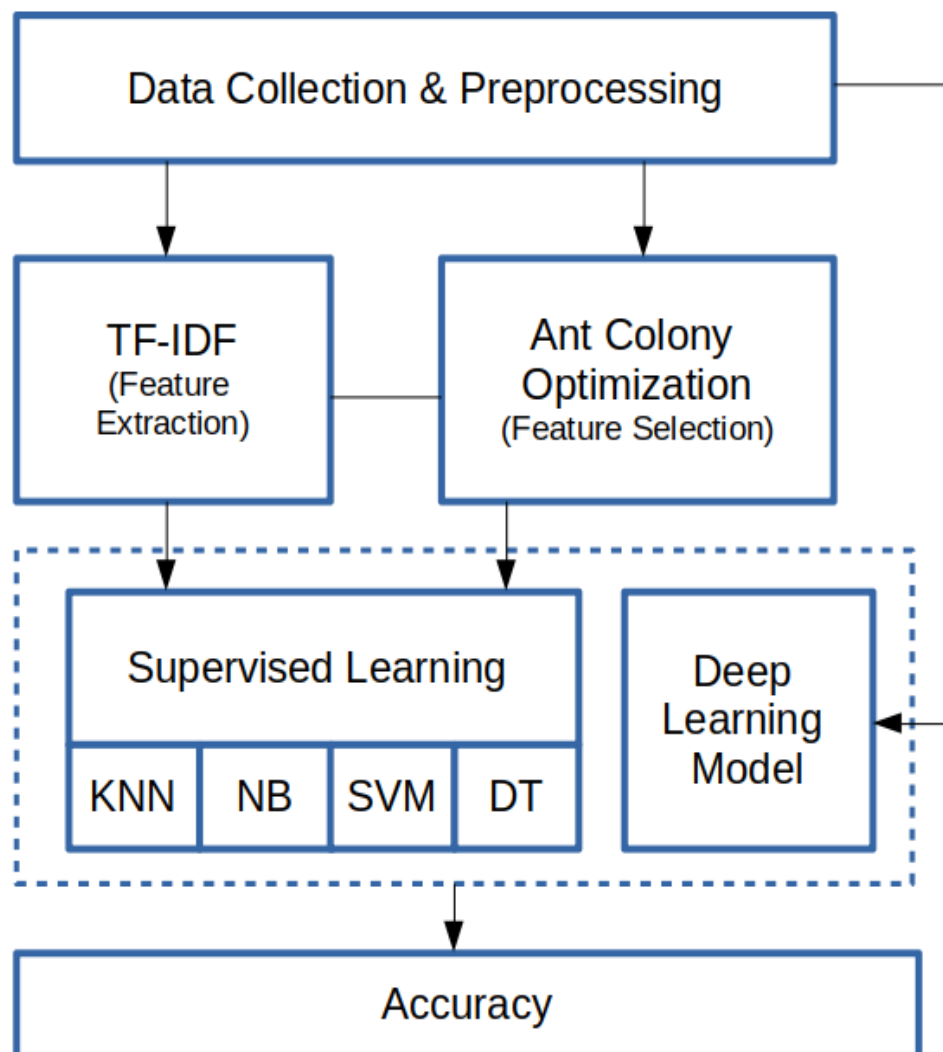 Data Collection & Preprocessing
TF-IDF
(Feature
Extraction)
Ant Colony
Optimization
(Feature Selection)
Supervised Learning
KNN
NB
SVM
DT
Deep
Learning
Model
Accuracy